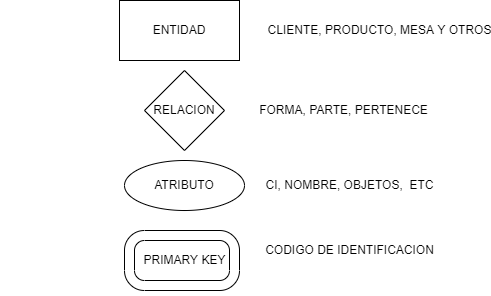 ENTIDAD CLIENTE, PRODUCTO, MESA Y OTROS
RELACION FORMA, PARTE, PERTENECE
ATRIBUTO CI, NOMBRE, OBJETOS, ETC
PRIMARY KEY CODIGO DE IDENTIFICACION